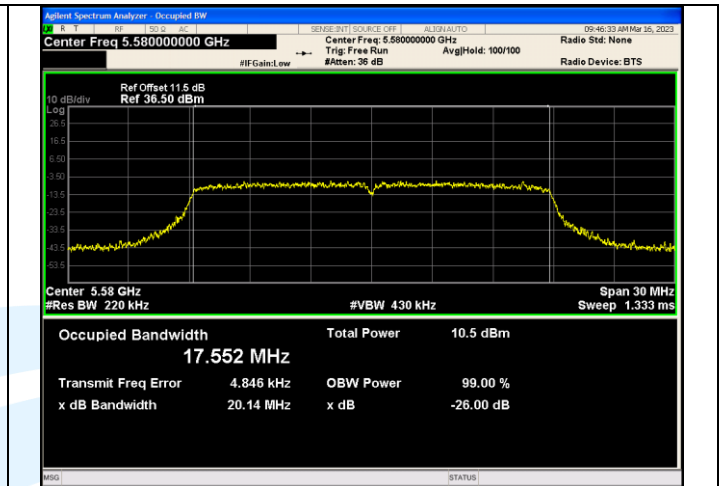 Agilent Spectrum Analyzer - Occupied BW
R T RF 50 Ω AC SENSE:INT SOURCE OFF ALIGNAUTO 09:46:33 AM Mar 16, 2023
Center Freq 5.580000000 GHz Center Freq: 5.580000000 GHz Radio Std: None
Trig: Free Run Avg|Hold: 100/100
#IFGain:Low #Atten: 36 dB Radio Device: BTS
Ref Offset 11.5 dB
10 dB/div Ref 36.50 dBm
Log
26.5
16.5
6.50
-3.50
-13.5
-23.5
-33.5
-43.5
-53.5
Center 5.58 GHz Span 30 MHz
#Res BW 220 kHz #VBW 430 kHz Sweep 1.333 ms
Occupied Bandwidth Total Power 10.5 dBm
17.552 MHz
Transmit Freq Error 4.846 kHz OBW Power 99.00 %
x dB Bandwidth 20.14 MHz x dB -26.00 dB
MSG STATUS